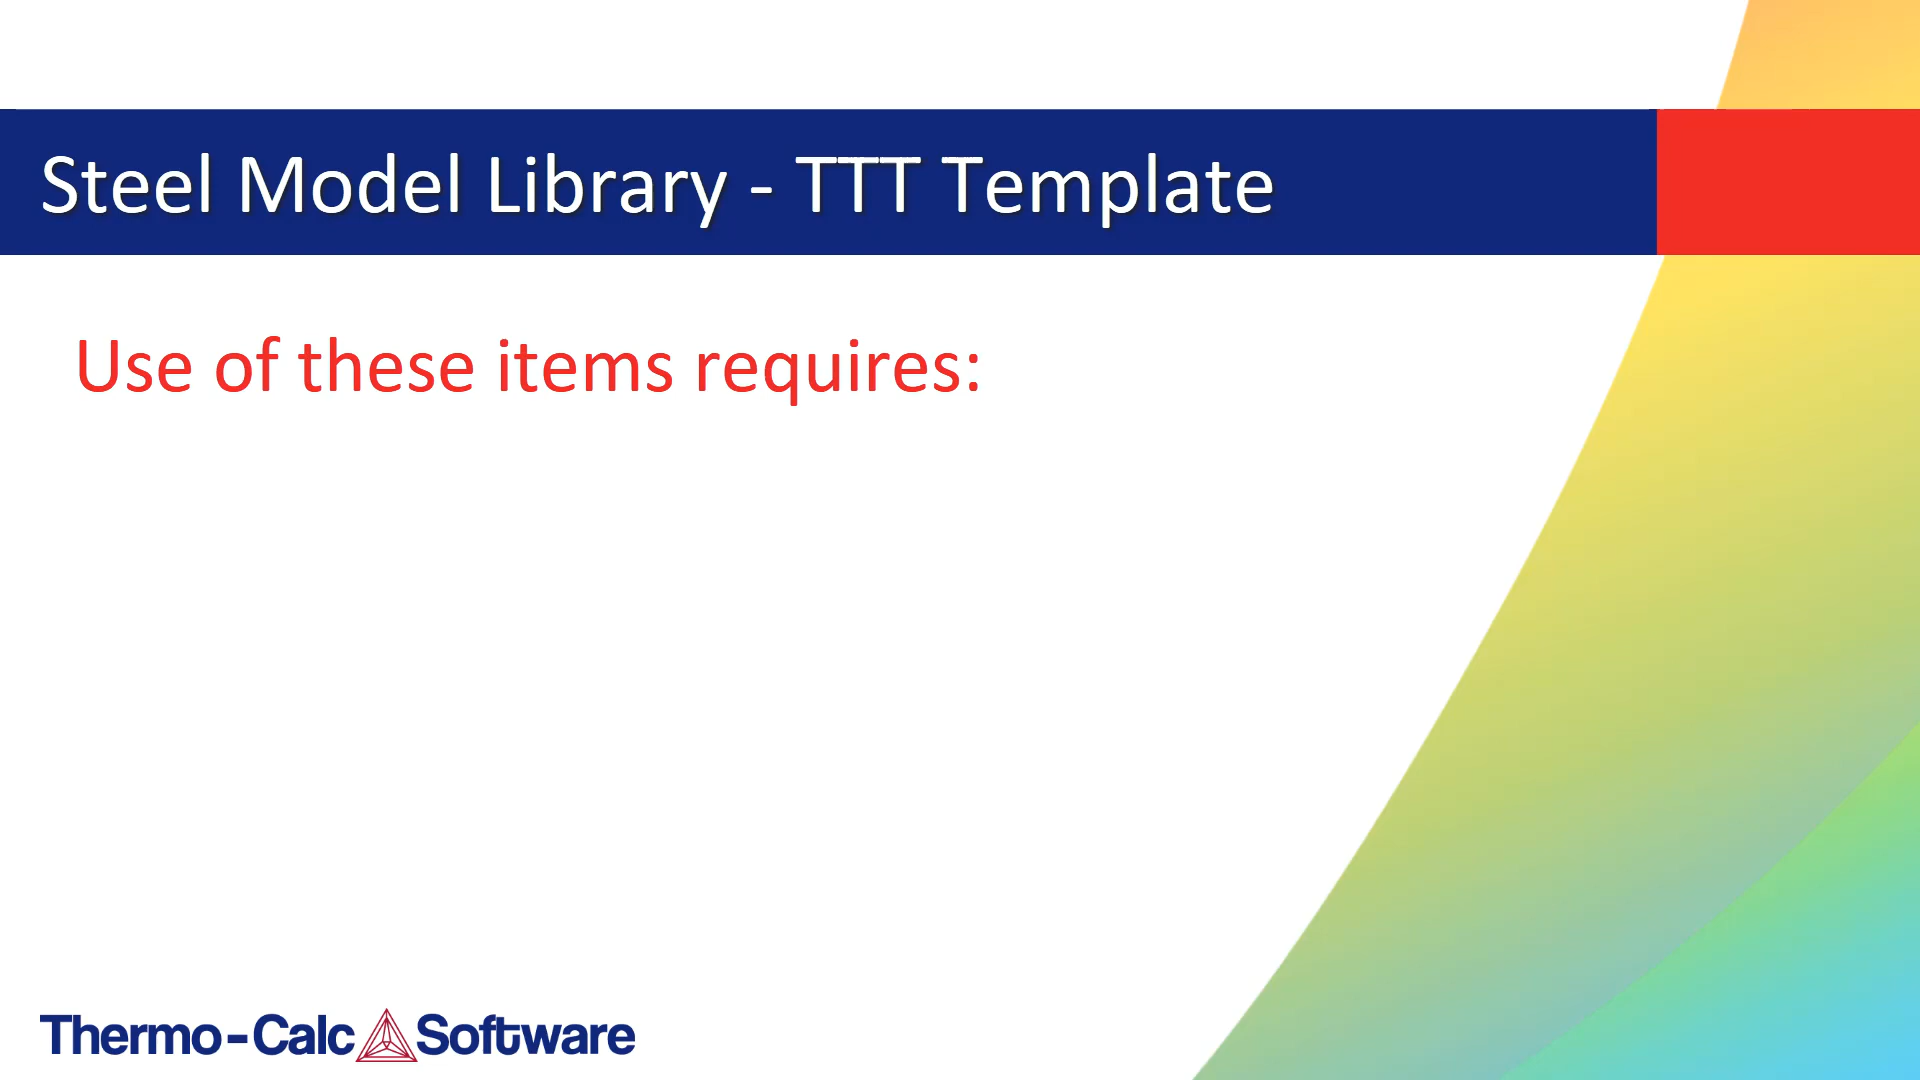 Steel Model Library - TTT Template
Use of these items requires:
Thermo-Calc Software